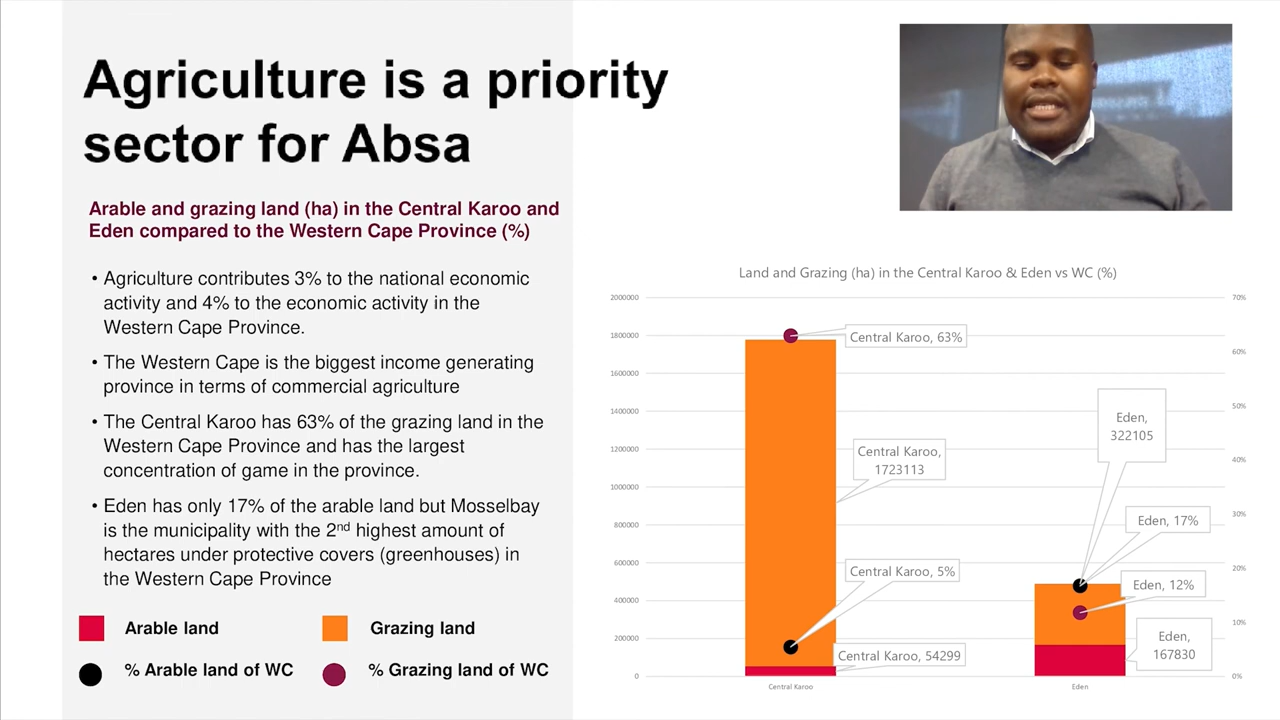 Agriculture is a priority
sector for Absa
Arable and grazing land (ha) in the Central Karoo and
Eden compared to the Western Cape Province (%)
• Agriculture contributes 3% to the national economic
activity and 4% to the economic activity in the
Western Cape Province.
• The Western Cape is the biggest income generating
province in terms of commercial agriculture
• The Central Karoo has 63% of the grazing land in the
Western Cape Province and has the largest
concentration of game in the province.
• Eden has only 17% of the arable land but Mosselbay
is the municipality with the 2nd highest amount of
hectares under protective covers (greenhouses) in
the Western Cape Province
Arable land
Grazing land
% Arable land of WC
% Grazing land of WC
Land and Grazing (ha) in the Central Karoo & Eden vs WC (%)
2000000
1800000
1600000
1400000
1200000
1000000
800000
600000
400000
200000
0
70%
60%
50%
40%
30%
20%
10%
0%
Central Karoo, 63%
Central Karoo,
1723113
Central Karoo, 5%
Central Karoo, 54299
Eden,
322105
Eden, 17%
Eden, 12%
Eden,
167830
Central Karoo
Eden